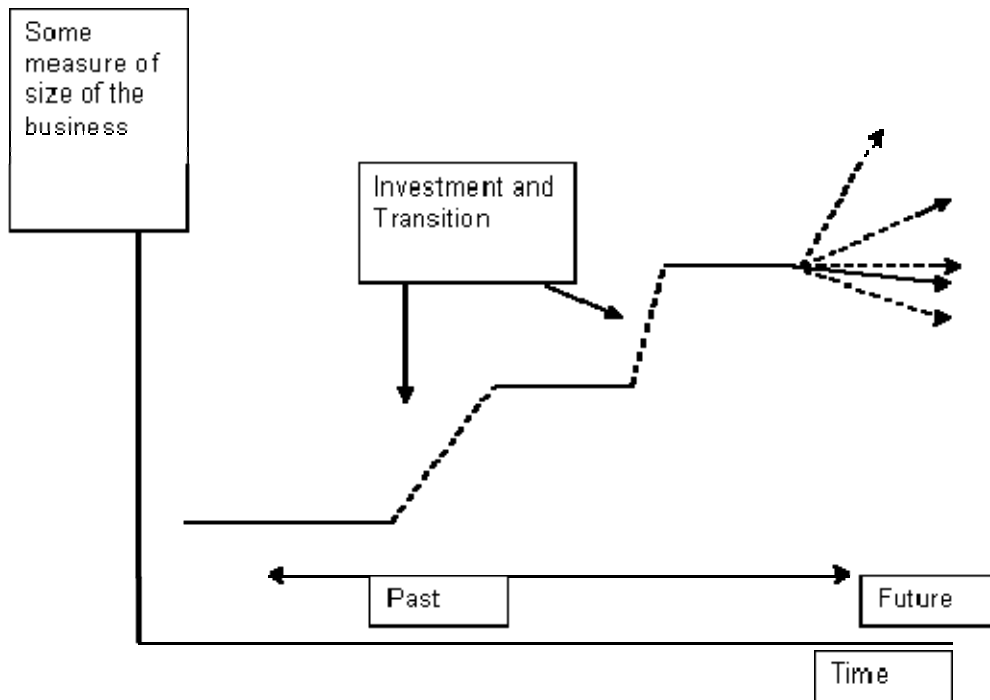 Some
measure of
size of the
business
Investment and
Transition
Past
Future
Time